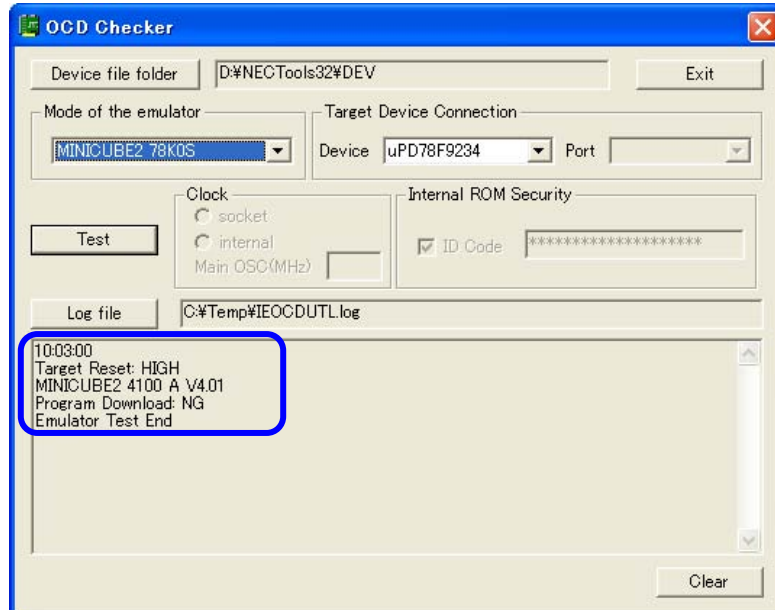 OCD Checker
Device file folder D:¥NECTools32¥DEV Exit
Mode of the emulator Target Device Connection
MINICUBE2 78K0S Device uPD78F9234 Port
Clock Internal ROM Security
socket
Test internal ID Code ********************
Main OSC(MHz)
Log file C:¥Temp¥IEOCDUTL.log
10:03:00
Target Reset: HIGH
MINICUBE2 4100 A V4.01
Program Download: NG
Emulator Test End
Clear